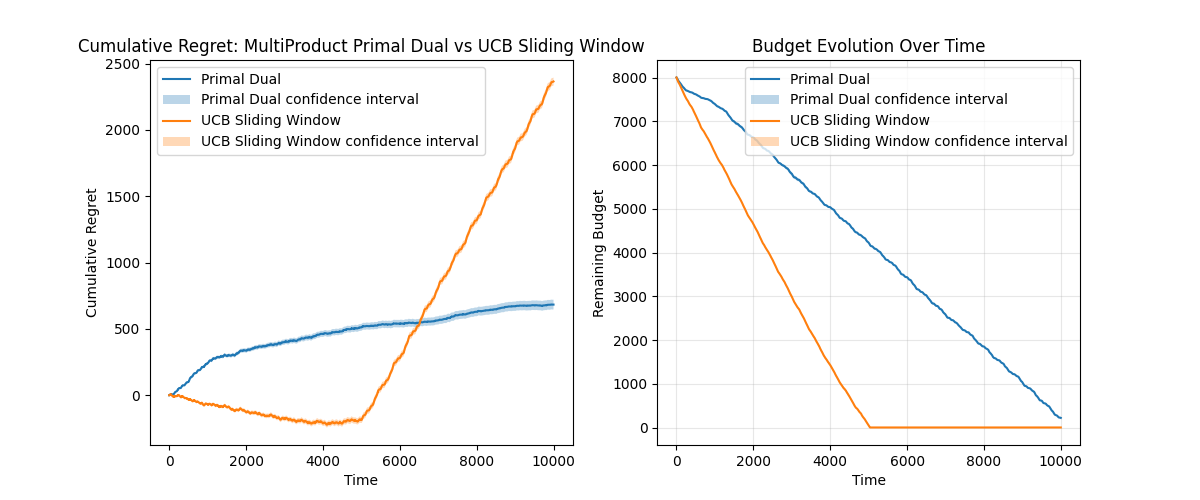 Cumulative Regret: MultiProduct Primal Dual vs UCB Sliding Window
2500
2000
1500
1000
500
0
Cumulative Regret
Primal Dual
Primal Dual confidence interval
UCB Sliding Window
UCB Sliding Window confidence interval
0 2000 4000 6000 8000 10000
Time
Budget Evolution Over Time
8000
7000
6000
5000
4000
3000
2000
1000
0
Remaining Budget
Primal Dual
Primal Dual confidence interval
UCB Sliding Window
UCB Sliding Window confidence interval
0 2000 4000 6000 8000 10000
Time